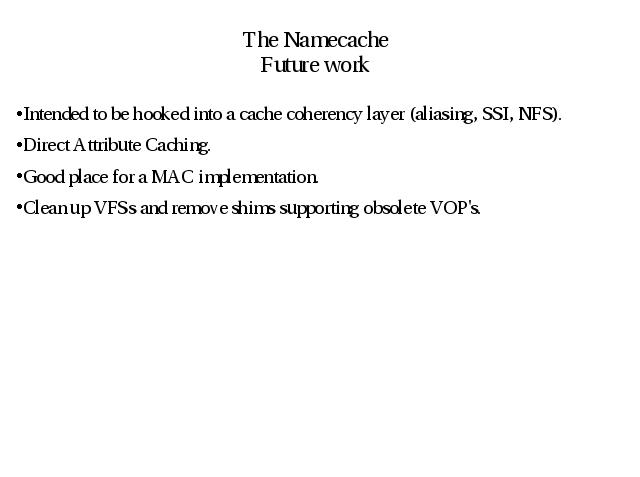 The Namecache
Future work
•Intended to be hooked into a cache coherency layer (aliasing, SSI, NFS).
•Direct Attribute Caching.
•Good place for a MAC implementation.
•Clean up VFSs and remove shims supporting obsolete VOP's.